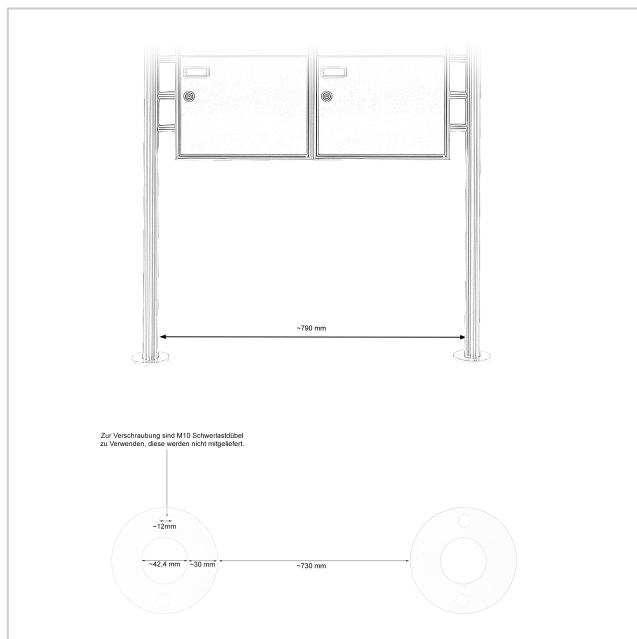 ~790 mm
Zur Verschraubung sind M10 Schwerlastdübel
zu Verwenden, diese werden nicht mitgeliefert.
~12mm
~42,4 mm
~30 mm
~730 mm